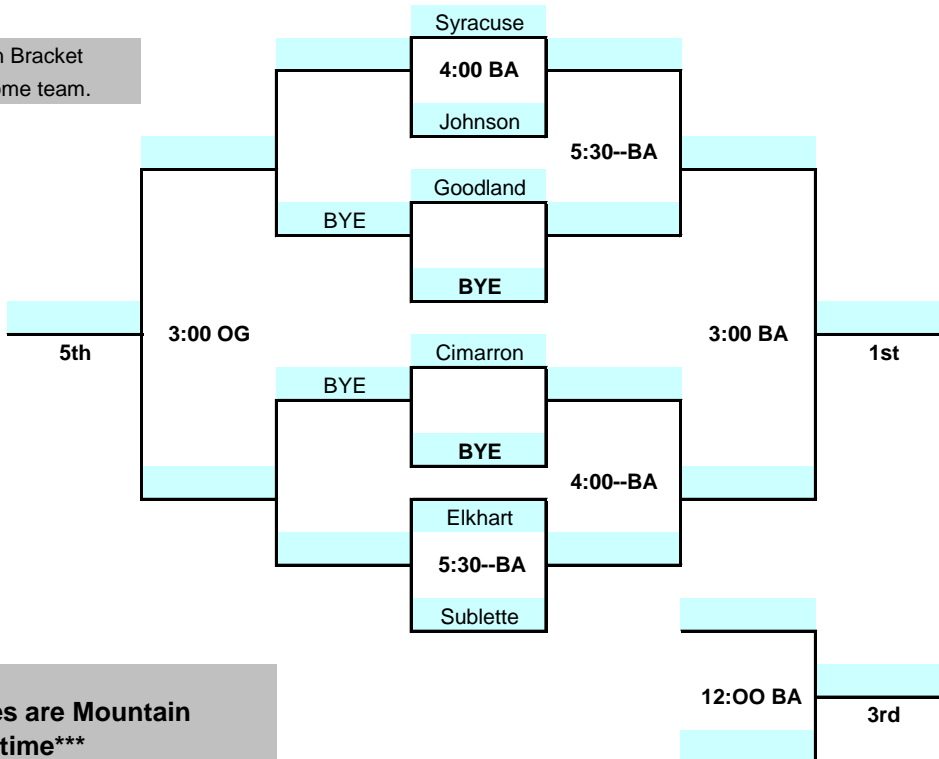 Syracuse
Bracket
4:00 BA
ome team.
Johnson
5:30--BA
Goodland
BYE
BYE
3:00 OG
3:00 BA
5th
Cimarron
1st
BYE
BYE
4:00--BA
Elkhart
5:30--BA
Sublette
12:OO BA
es are Mountain
3rd
time***